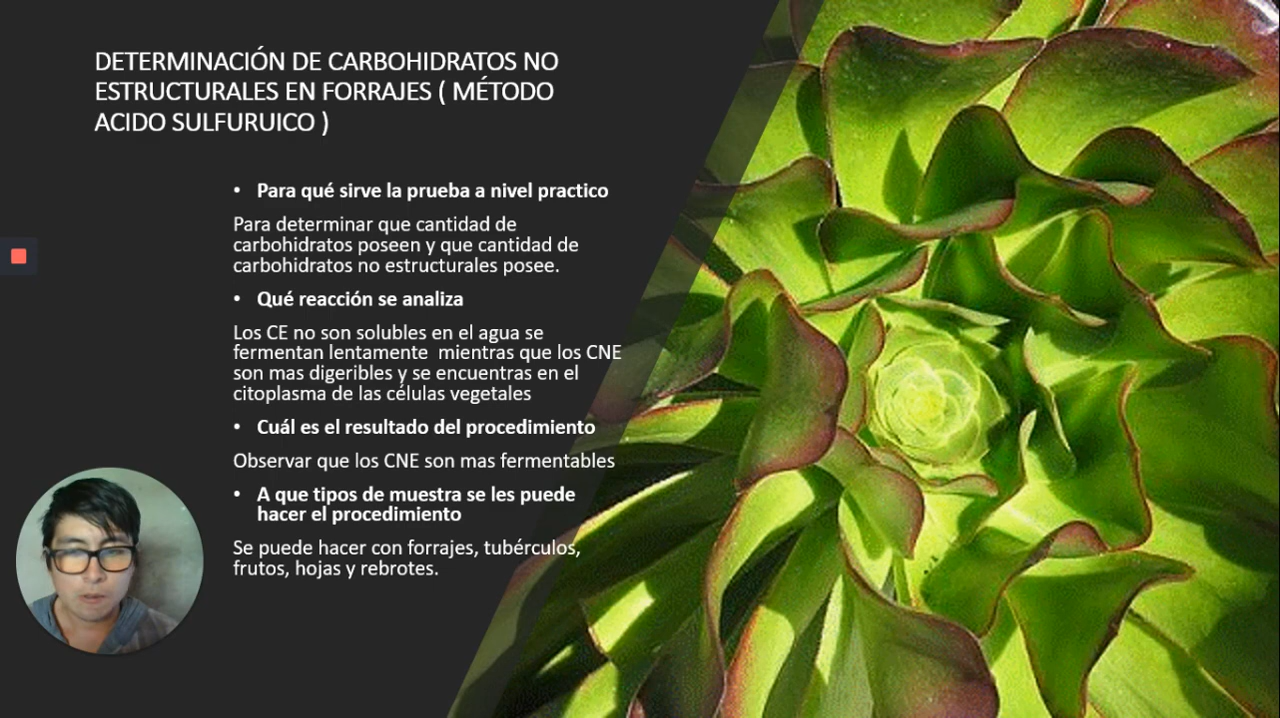 DETERMINACIÓN DE CARBOHIDRATOS NO
ESTRUCTURALES EN FORRAJES ( MÉTODO
ACIDO SULFURUICO )
• Para qué sirve la prueba a nivel practico
Para determinar que cantidad de
carbohidratos poseen y que cantidad de
carbohidratos no estructurales posee.
• Qué reacción se analiza
Los CE no son solubles en el agua se
fermentan lentamente mientras que los CNE
son mas digeribles y se encuentras en el
citoplasma de las células vegetales
• Cuál es el resultado del procedimiento
Observar que los CNE son mas fermentables
• A que tipos de muestra se les puede
hacer el procedimiento
Se puede hacer con forrajes, tubérculos,
frutos, hojas y rebrotes.